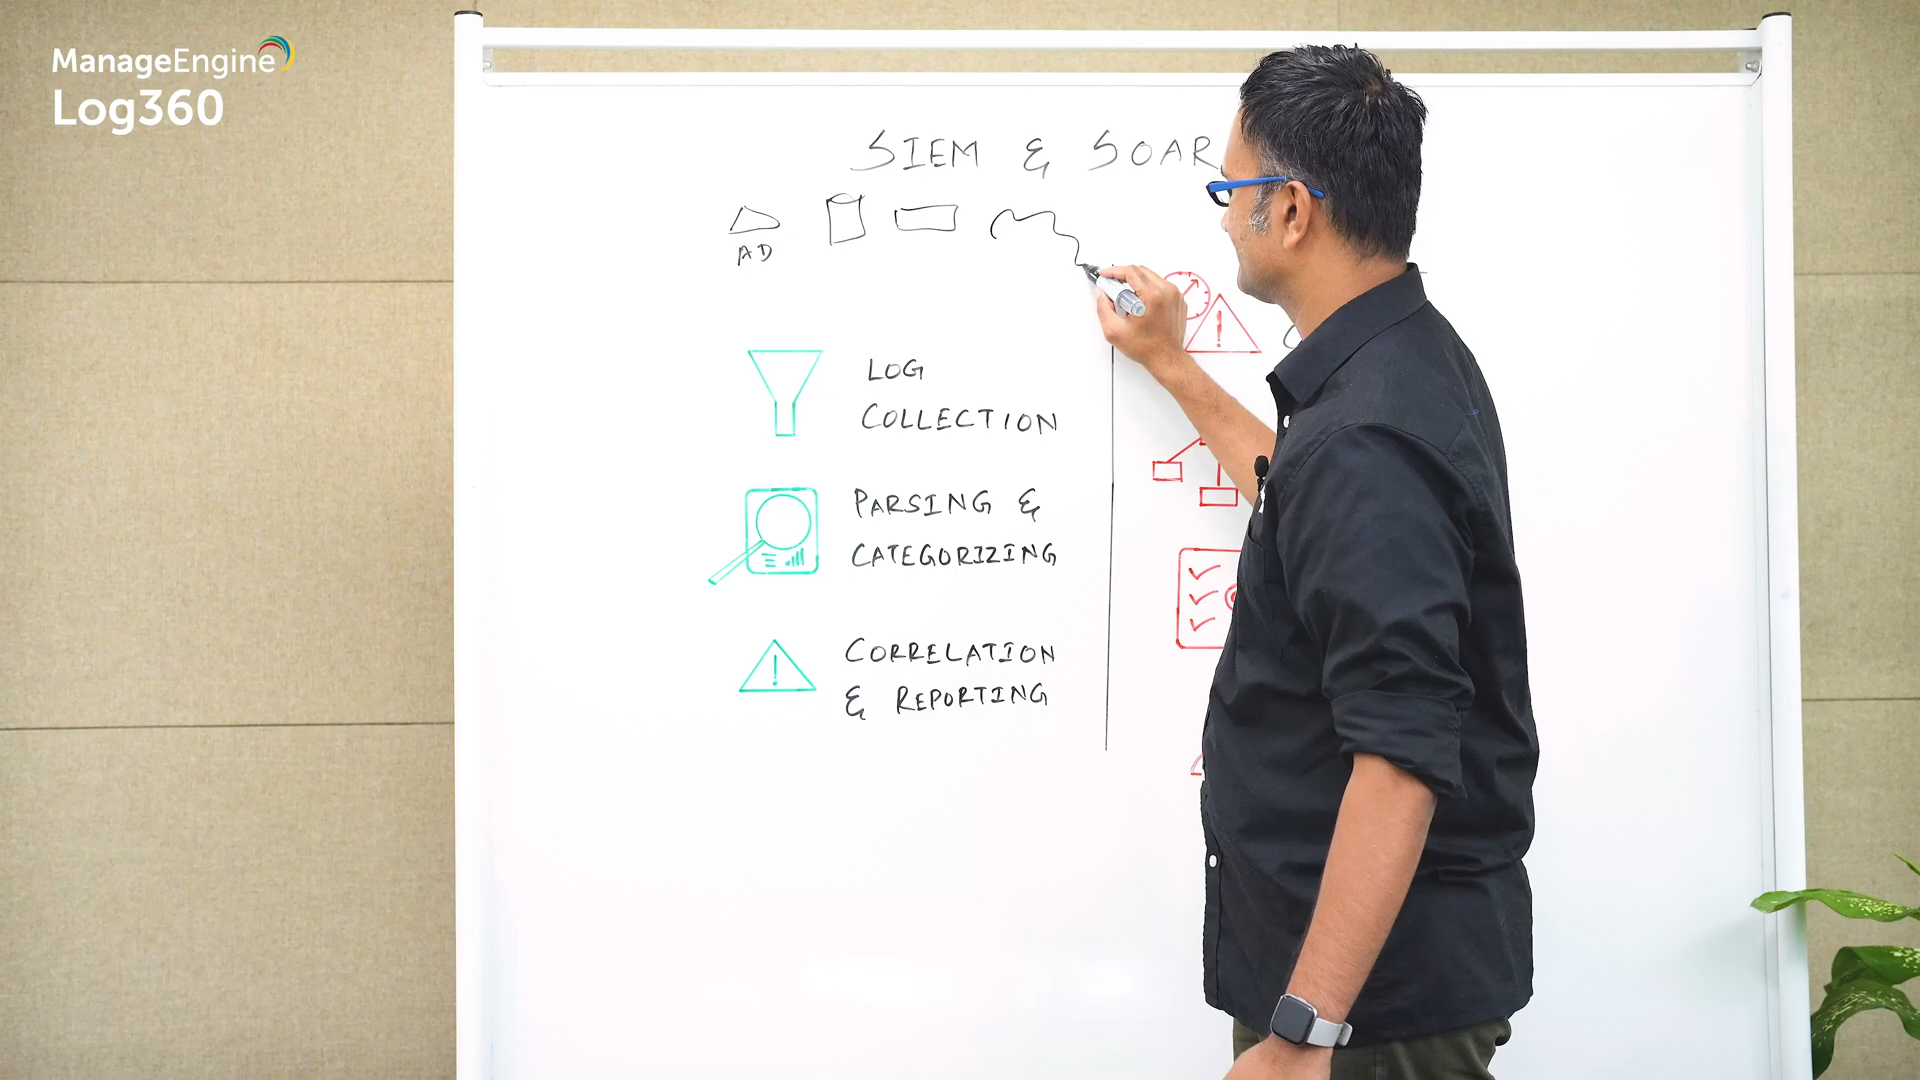 ManageEngine
Log360
SIEM & SOAR
AD
LOG
COLLECTION
PARSING &
CATEGORIZING
CORRELATION
& REPORTING